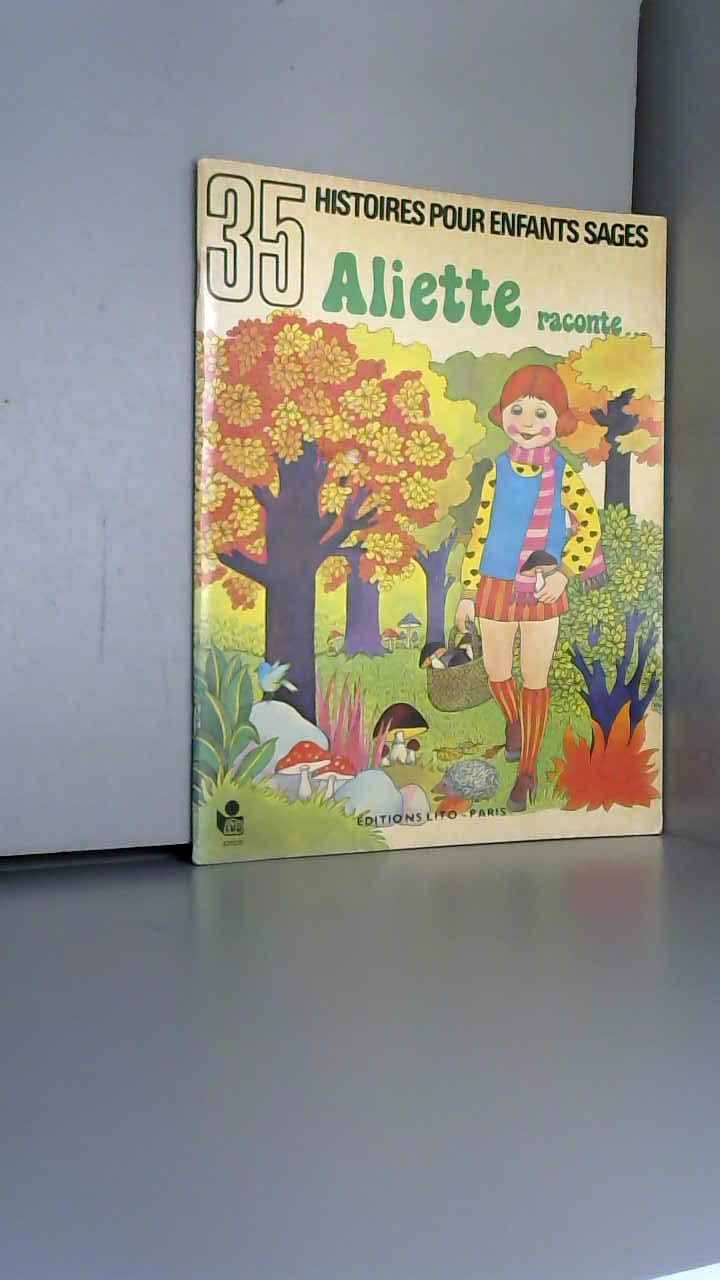 35 HISTOIRES POUR ENFANTS SAGES
Aliette raconte...
EDITIONS LITO - PARIS